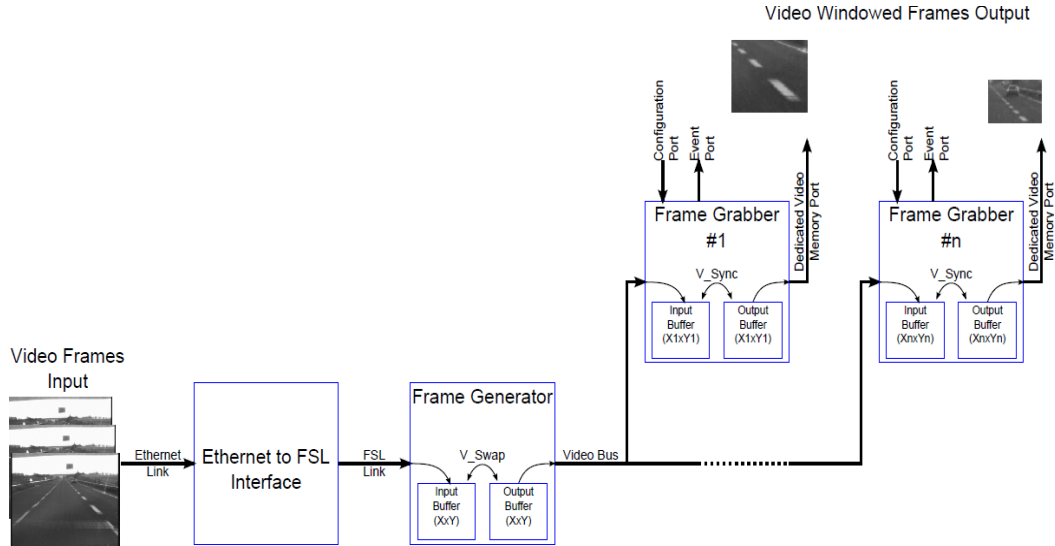 Video Windowed Frames Output
Configuration
Port
Event
Port
Dedicated Video
Memory Port
Configuration
Port
Event
Port
Dedicated Video
Memory Port
Frame Grabber
#1
V_Sync
Input
Buffer
(X1xY1)
Output
Buffer
(X1xY1)
Frame Grabber
#n
V_Sync
Input
Buffer
(XnxYn)
Output
Buffer
(XnxYn)
Video Frames
Input
Ethernet
Link
Ethernet to FSL
Interface
FSL
Link
Frame Generator
V_Swap
Input
Buffer
(XxY)
Output
Buffer
(XxY)
Video Bus